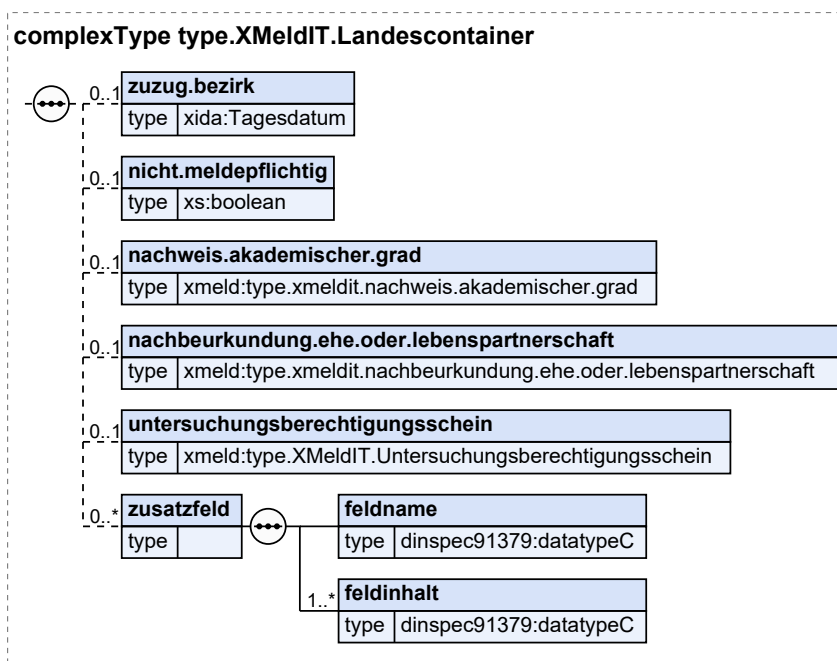 complexType type.XMeldIT.Landescontainer
0..1 zuzug.bezirk
type xida:Tagesdatum
0..1 nicht.meldepflichtig
type xs:boolean
0..1 nachweis.akademischer.grad
type xmeld:type.xmeldit.nachweis.akademischer.grad
0..1 nachbeurkundung.ehe.oder.lebenspartnerschaft
type xmeld:type.xmeldit.nachbeurkundung.ehe.oder.lebenspartnerschaft
0..1 untersuchungsberechtigungsschein
type xmeld:type.XMeldIT.Untersuchungsberechtigungsschein
0..* zusatzfeld
type
feldname
type dinspec91379:datatypeC
1..* feldinhalt
type dinspec91379:datatypeC